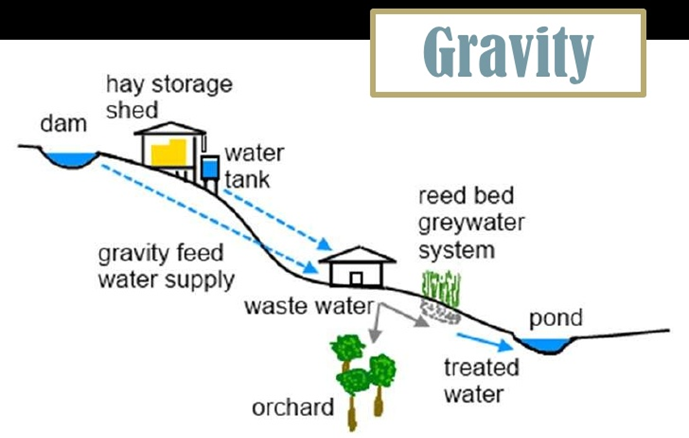 Gravity
hay storage
shed
dam
water
tank
reed bed
greywater
system
gravity feed
water supply
waste water
pond
treated
water
orchard